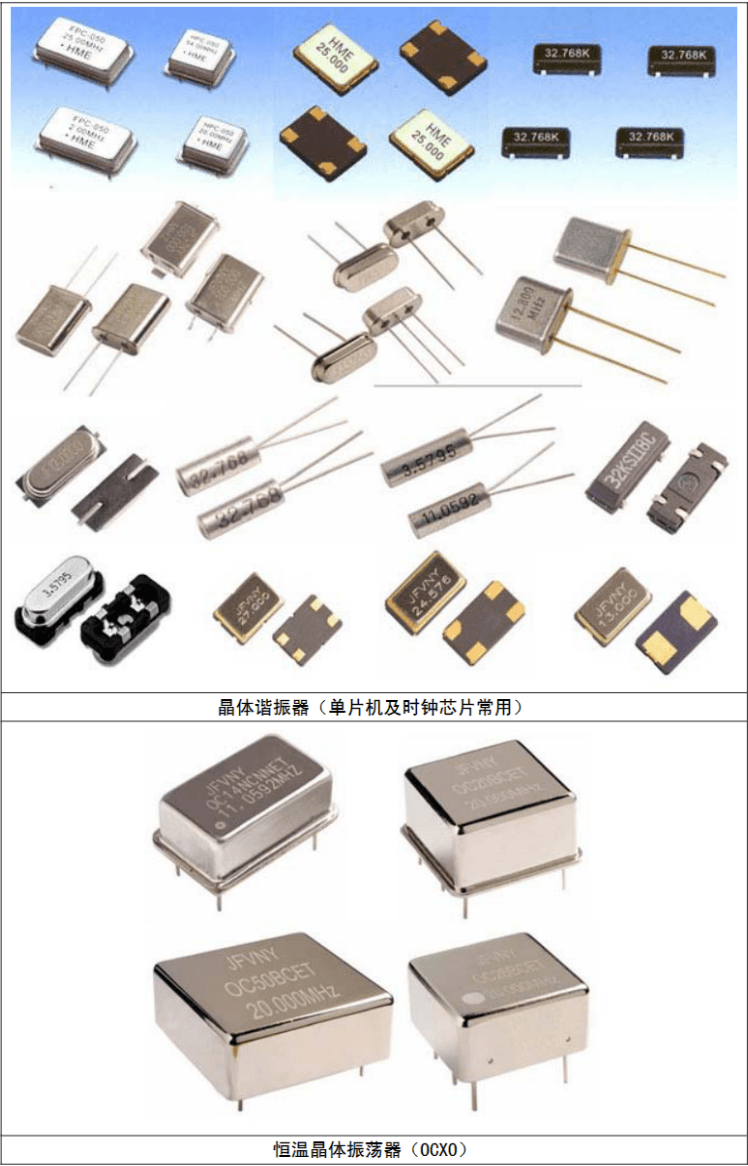 FPC-050
25.00MHz
• HME
HPC-050
54.00MHz
• HME
HME
25.000
32.768K
32.768K
FPC-050
2.00MHz
• HME
HPC-050
20.00MHz
• HME
HME
25.000
32.768K
32.768K
12.800
MHz
12.000
32.768
32.768
3.5795
11.0592
32KSII8C
3.5795
JFVNY
27.000
JFVNY
24.576
JFVNY
13.000
晶体谐振器（单片机及时钟芯片常用）
JFVNY
OC14NCNNET
11.0592MHZ
JFVNY
OC20BCET
20.000MHz
JFVNY
OC50BCET
20.000MHz
JFVNY
恒温晶体振荡器（OCXO）